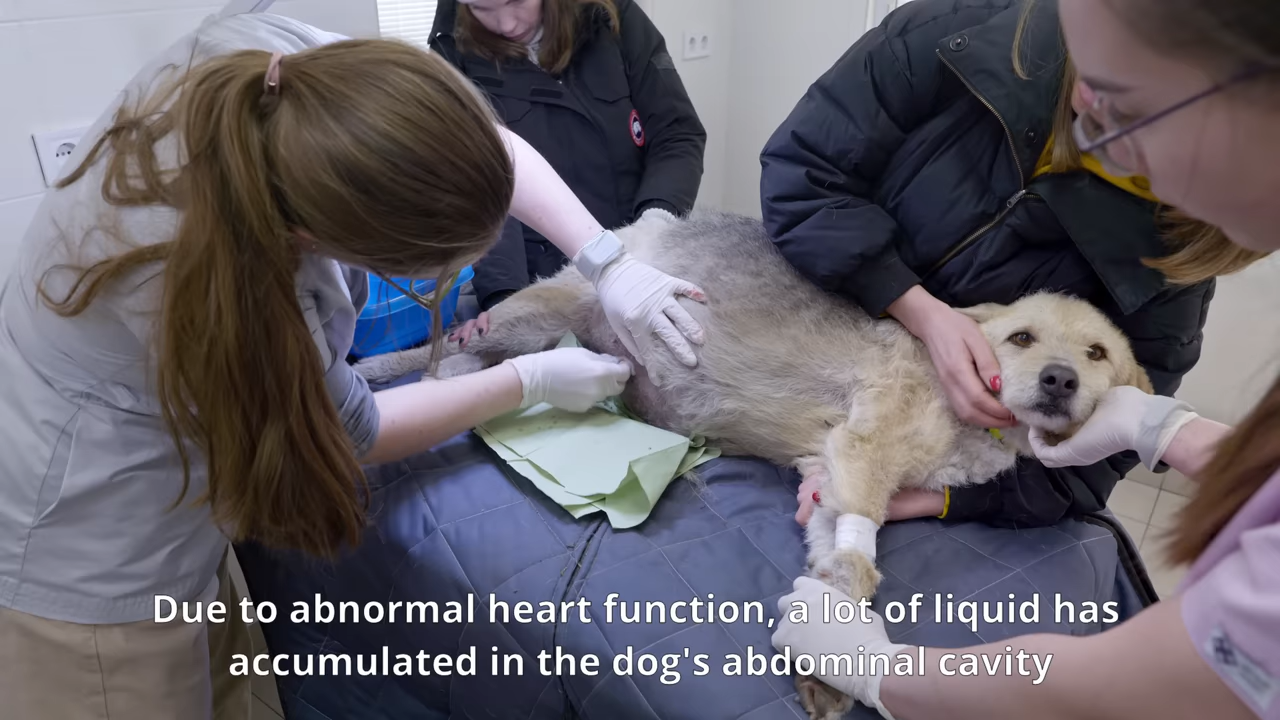 Due to abnormal heart function, a lot of liquid has
accumulated in the dog's abdominal cavity